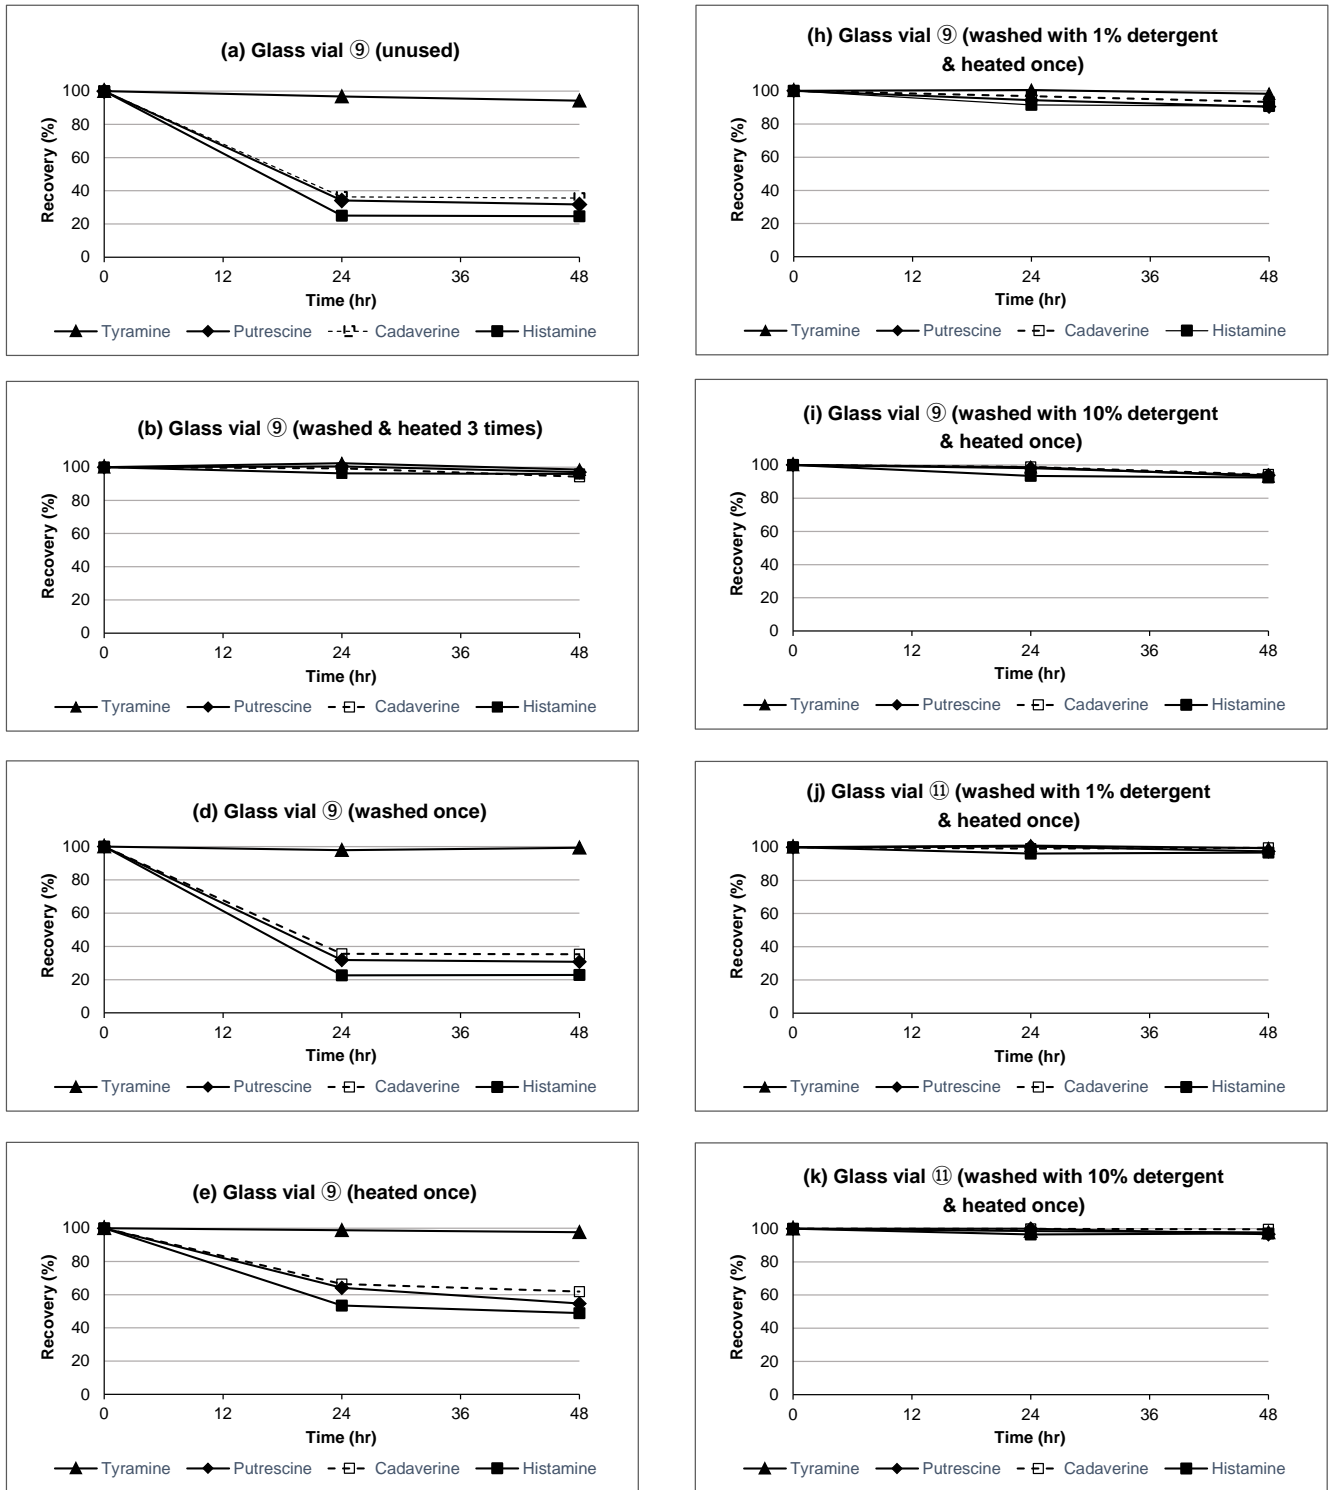 (a) Glass vial ⑨ (unused)
100
80
60
40
20
0
Recovery (%)
0 12 24 36 48
Time (hr)
Tyramine Putrescine Cadaverine Histamine
(b) Glass vial ⑨ (washed & heated 3 times)
100
80
60
40
20
0
Recovery (%)
0 12 24 36 48
Time (hr)
Tyramine Putrescine Cadaverine Histamine
(d) Glass vial ⑨ (washed once)
100
80
60
40
20
0
Recovery (%)
0 12 24 36 48
Time (hr)
Tyramine Putrescine Cadaverine Histamine
(e) Glass vial ⑨ (heated once)
100
80
60
40
20
0
Recovery (%)
0 12 24 36 48
Time (hr)
Tyramine Putrescine Cadaverine Histamine
(h) Glass vial ⑨ (washed with 1% detergent
& heated once)
100
80
60
40
20
0
Recovery (%)
0 12 24 36 48
Time (hr)
Tyramine Putrescine Cadaverine Histamine
(i) Glass vial ⑨ (washed with 10% detergent
& heated once)
100
80
60
40
20
0
Recovery (%)
0 12 24 36 48
Time (hr)
Tyramine Putrescine Cadaverine Histamine
(j) Glass vial ⑪ (washed with 1% detergent
& heated once)
100
80
60
40
20
0
Recovery (%)
0 12 24 36 48
Time (hr)
Tyramine Putrescine Cadaverine Histamine
(k) Glass vial ⑪ (washed with 10% detergent
& heated once)
100
80
60
40
20
0
Recovery (%)
0 12 24 36 48
Time (hr)
Tyramine Putrescine Cadaverine Histamine